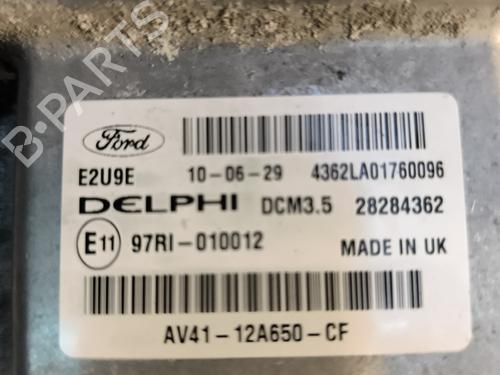 B-PARTS
Ford
E2U9E 10-06-29 4362LA01760096
DELPHI DCM3.5 28284362
E11 97RI-010012 MADE IN UK
AV41-12A650-CF